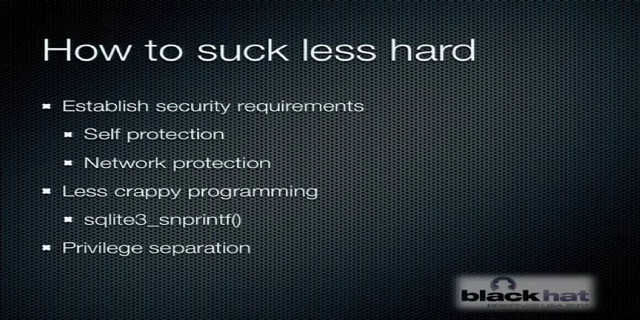 How to suck less hard
Establish security requirements
Self protection
Network protection
Less crappy programming
sqlite3_snprintf()
Privilege separation
black hat